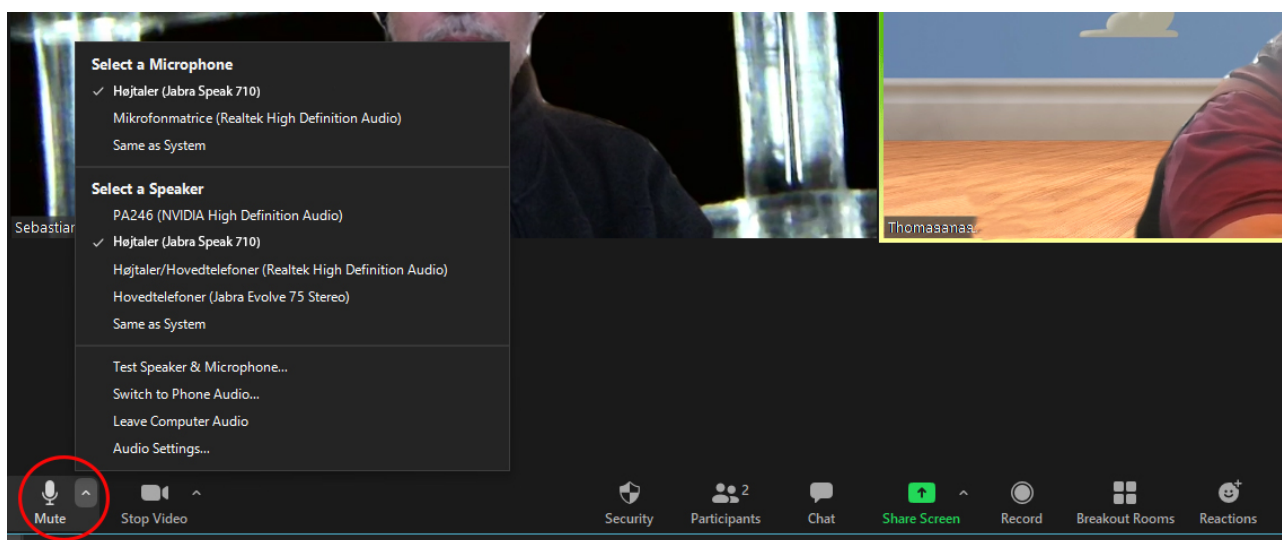 Select a Microphone
Højtaler (Jabra Speak 710)
Mikrofonmatrice (Realtek High Definition Audio)
Same as System
Select a Speaker
PA246 (NVIDIA High Definition Audio)
Højtaler (Jabra Speak 710)
Højtaler/Hovedtelefoner (Realtek High Definition Audio)
Hovedtelefoner (Jabra Evolve 75 Stereo)
Same as System
Test Speaker & Microphone...
Switch to Phone Audio...
Leave Computer Audio
Audio Settings...
Sebastian
Thomasanas
2
Mute
Stop Video
Security
Participants
Chat
Share Screen
Record
Breakout Rooms
Reactions